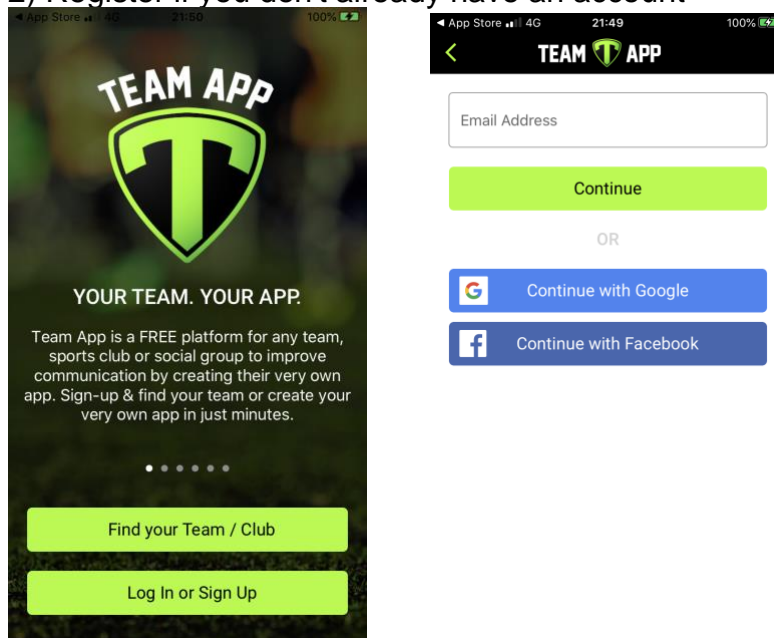 2) Register if you don't already have an account
◀ App Store 4G 21:50 100%
TEAM APP
T
YOUR TEAM. YOUR APP.
Team App is a FREE platform for any team,
sports club or social group to improve
communication by creating their very own
app. Sign-up & find your team or create your
very own app in just minutes.
Find your Team / Club
Log In or Sign Up
◀ App Store 4G 21:49 100%
TEAM T APP
Email Address
Continue
OR
G Continue with Google
f Continue with Facebook